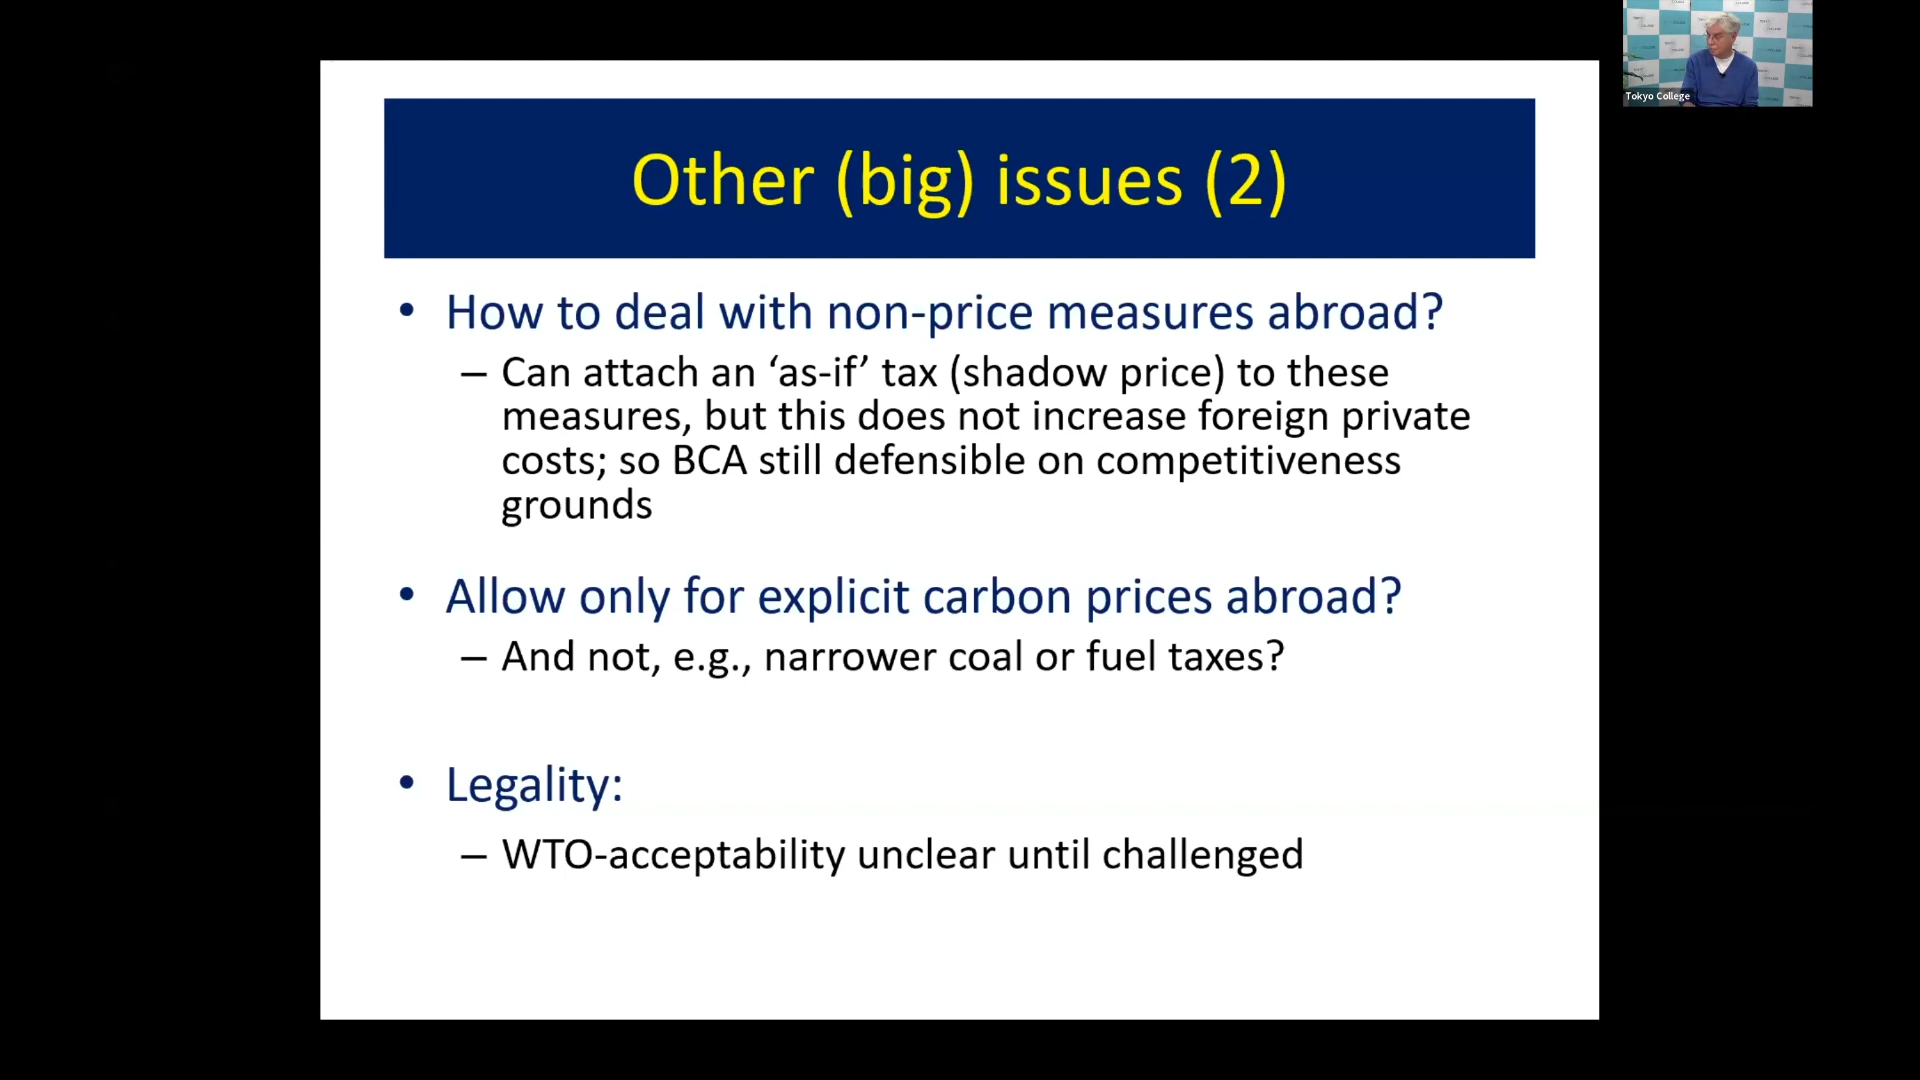 Other (big) issues (2)
• How to deal with non-price measures abroad?
– Can attach an ‘as-if’ tax (shadow price) to these
measures, but this does not increase foreign private
costs; so BCA still defensible on competitiveness
grounds
• Allow only for explicit carbon prices abroad?
– And not, e.g., narrower coal or fuel taxes?
• Legality:
– WTO-acceptability unclear until challenged
Tokyo College